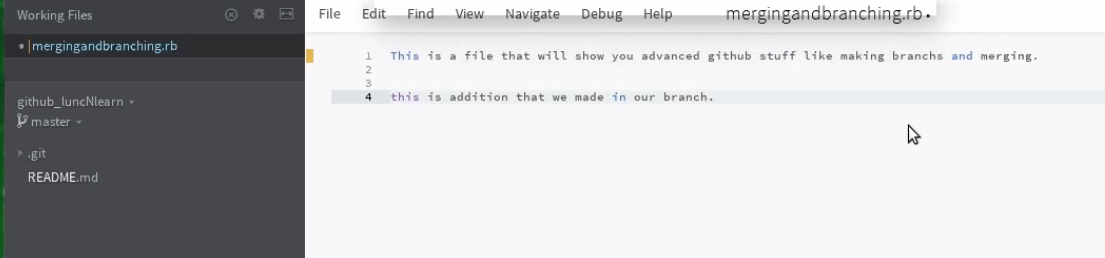 Working Files
mergingandbranching.rb
github_luncNlearn
master
.git
README.md
File Edit Find View Navigate Debug Help mergingandbranching.rb •
1 This is a file that will show you advanced github stuff like making branchs and merging.
2
3
4 this is addition that we made in our branch.